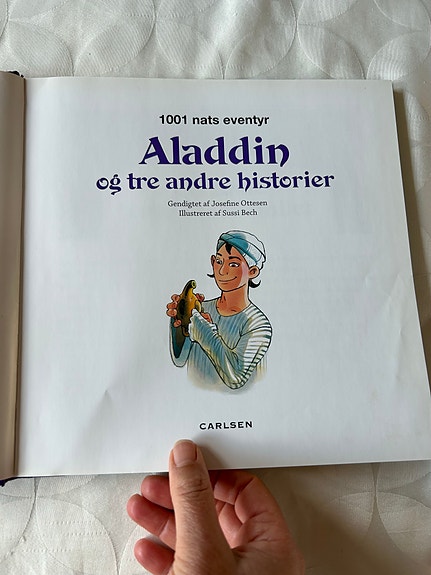 1001 nats eventyr
Aladdin
og tre andre historier
Gendigtet af Josefine Ottesen
Illustreret af Sussi Bech
CARLSEN